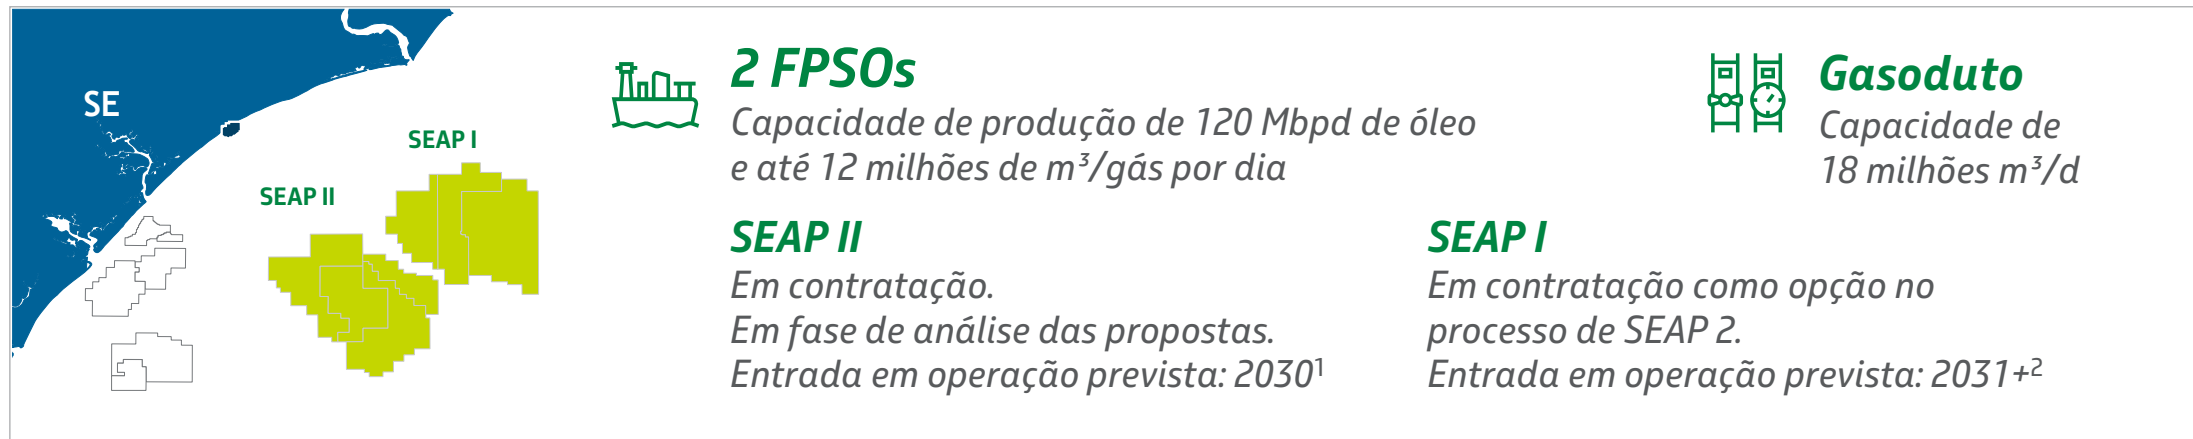 SE
SEAP I
SEAP II
2 FPSOs
Capacidade de produção de 120 Mbpd de óleo
e até 12 milhões de m³/gás por dia
Gasoduto
Capacidade de
18 milhões m³/d
SEAP II
Em contratação.
Em fase de análise das propostas.
Entrada em operação prevista: 2030¹
SEAP I
Em contratação como opção no
processo de SEAP 2.
Entrada em operação prevista: 2031+²